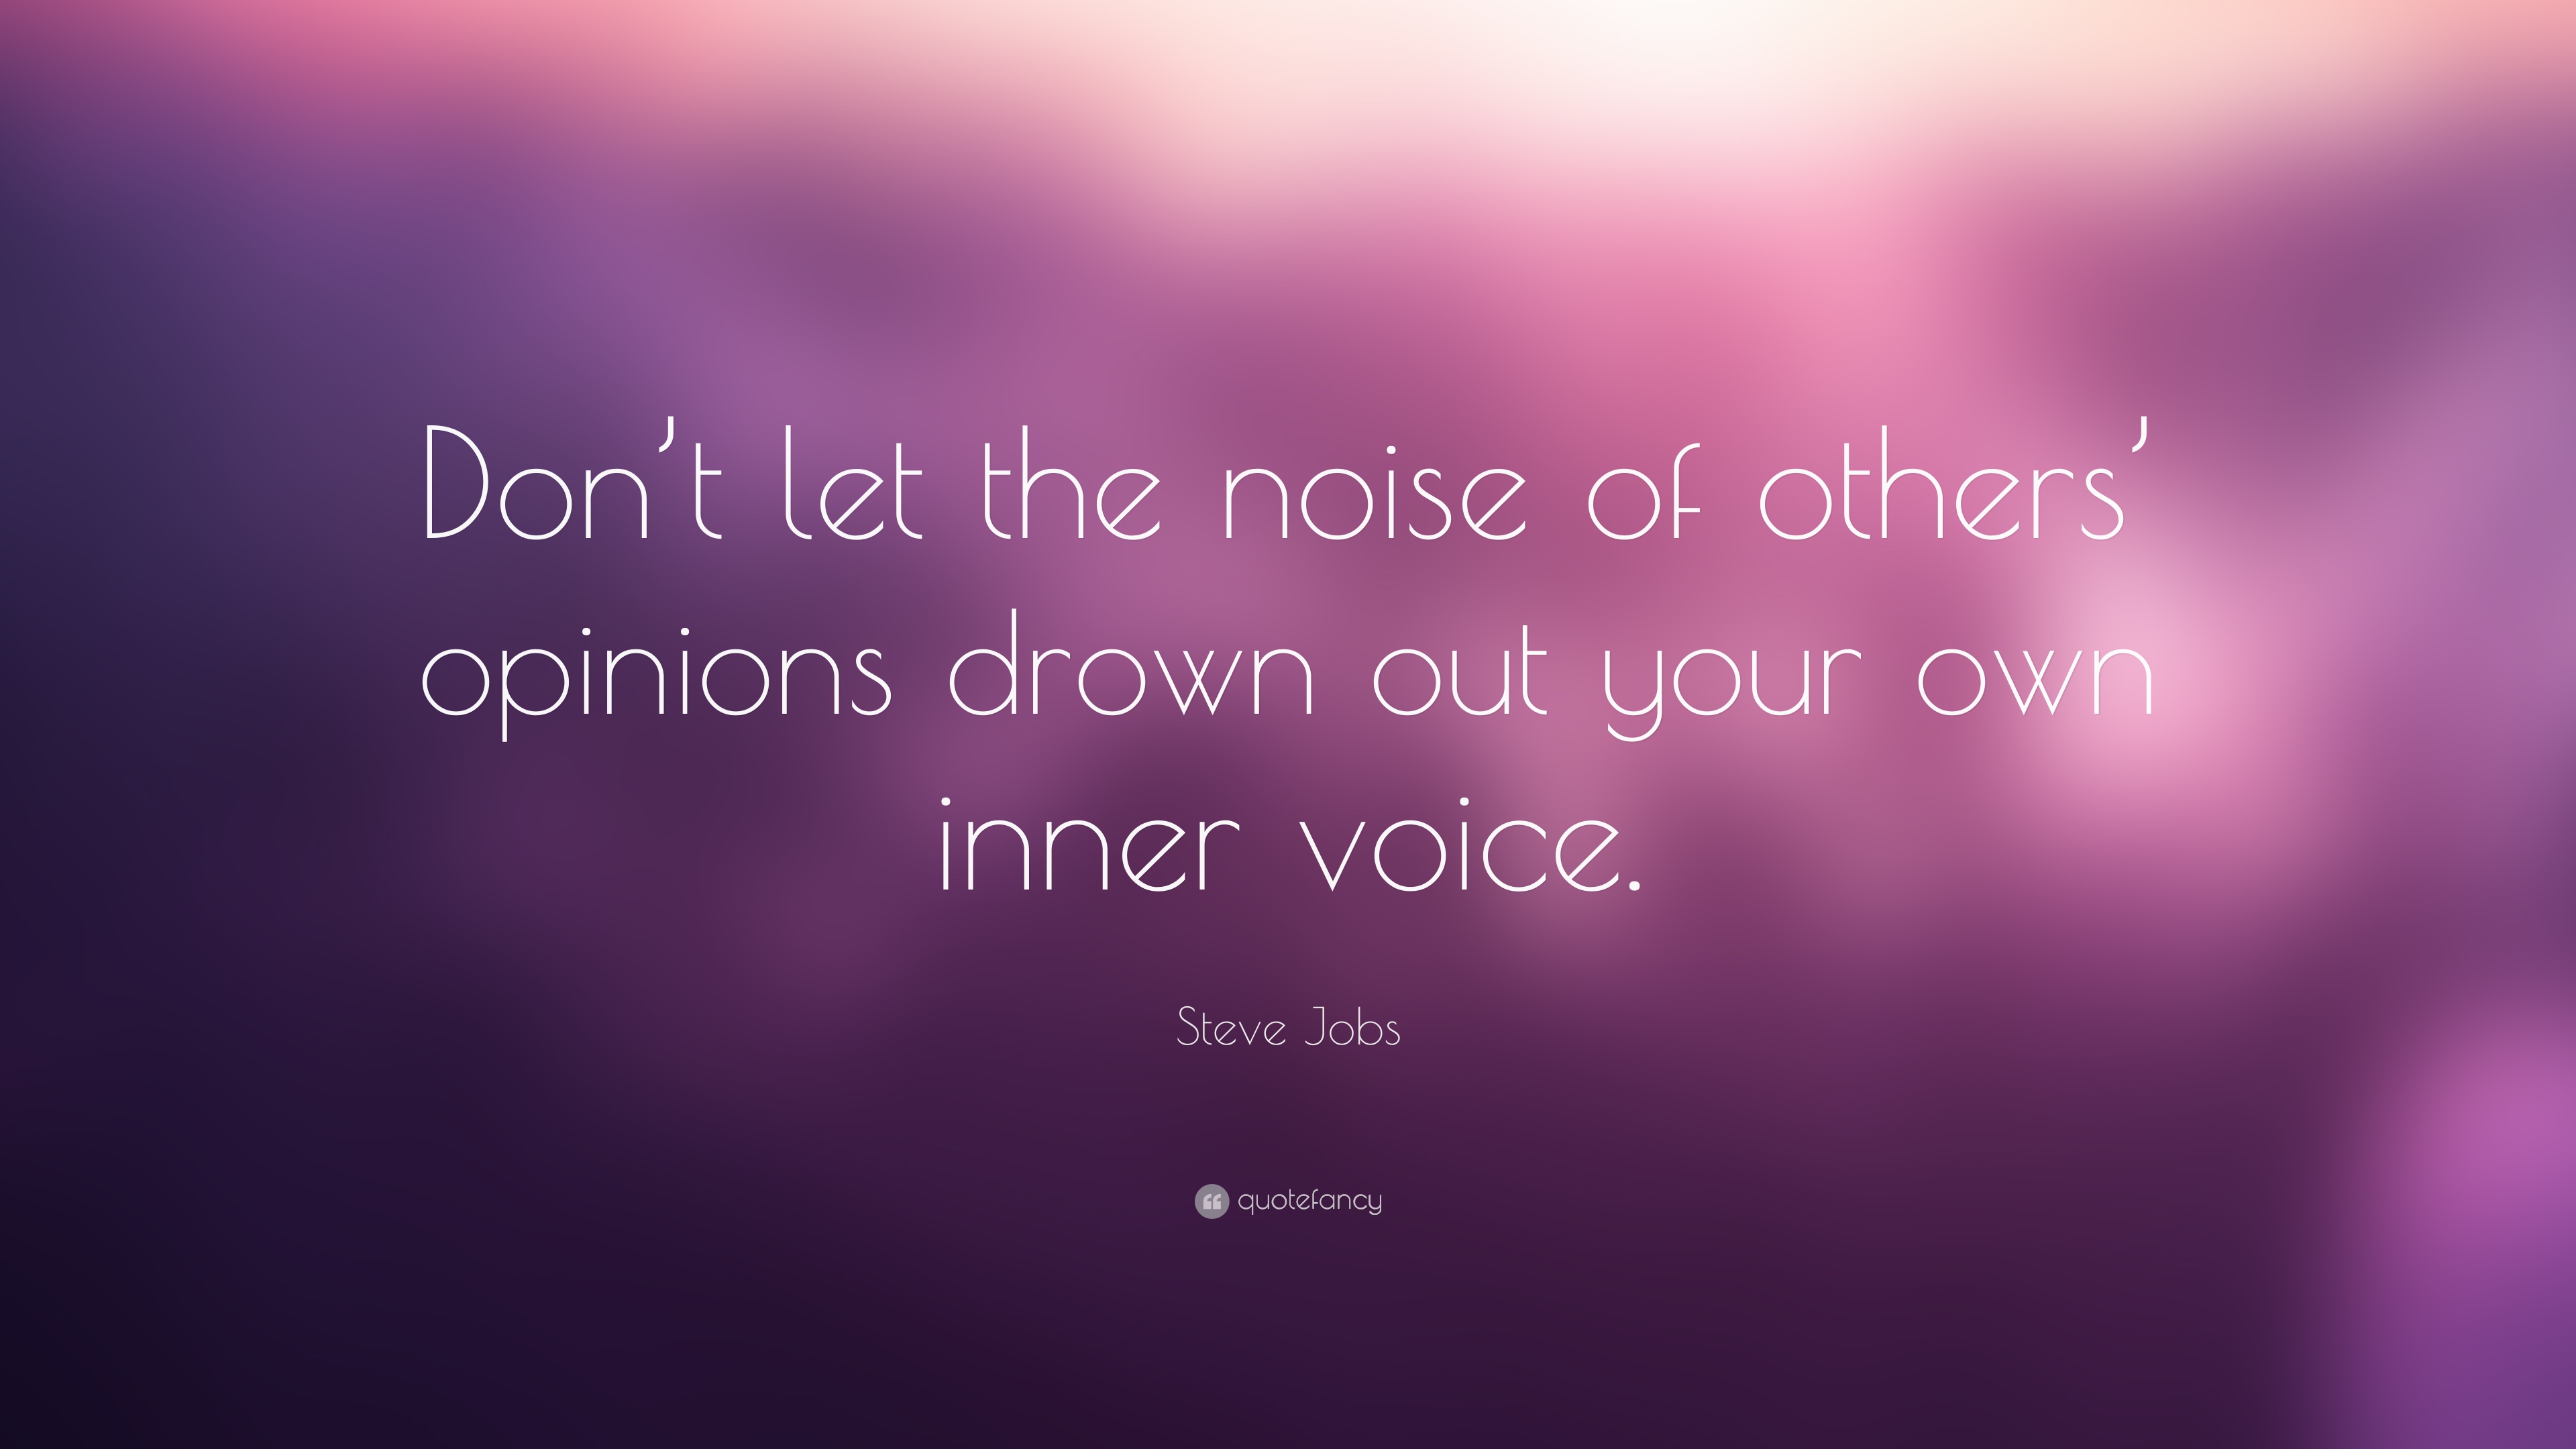 Don’t let the noise of others’
opinions drown out your own
inner voice.
Steve Jobs
quotefancy